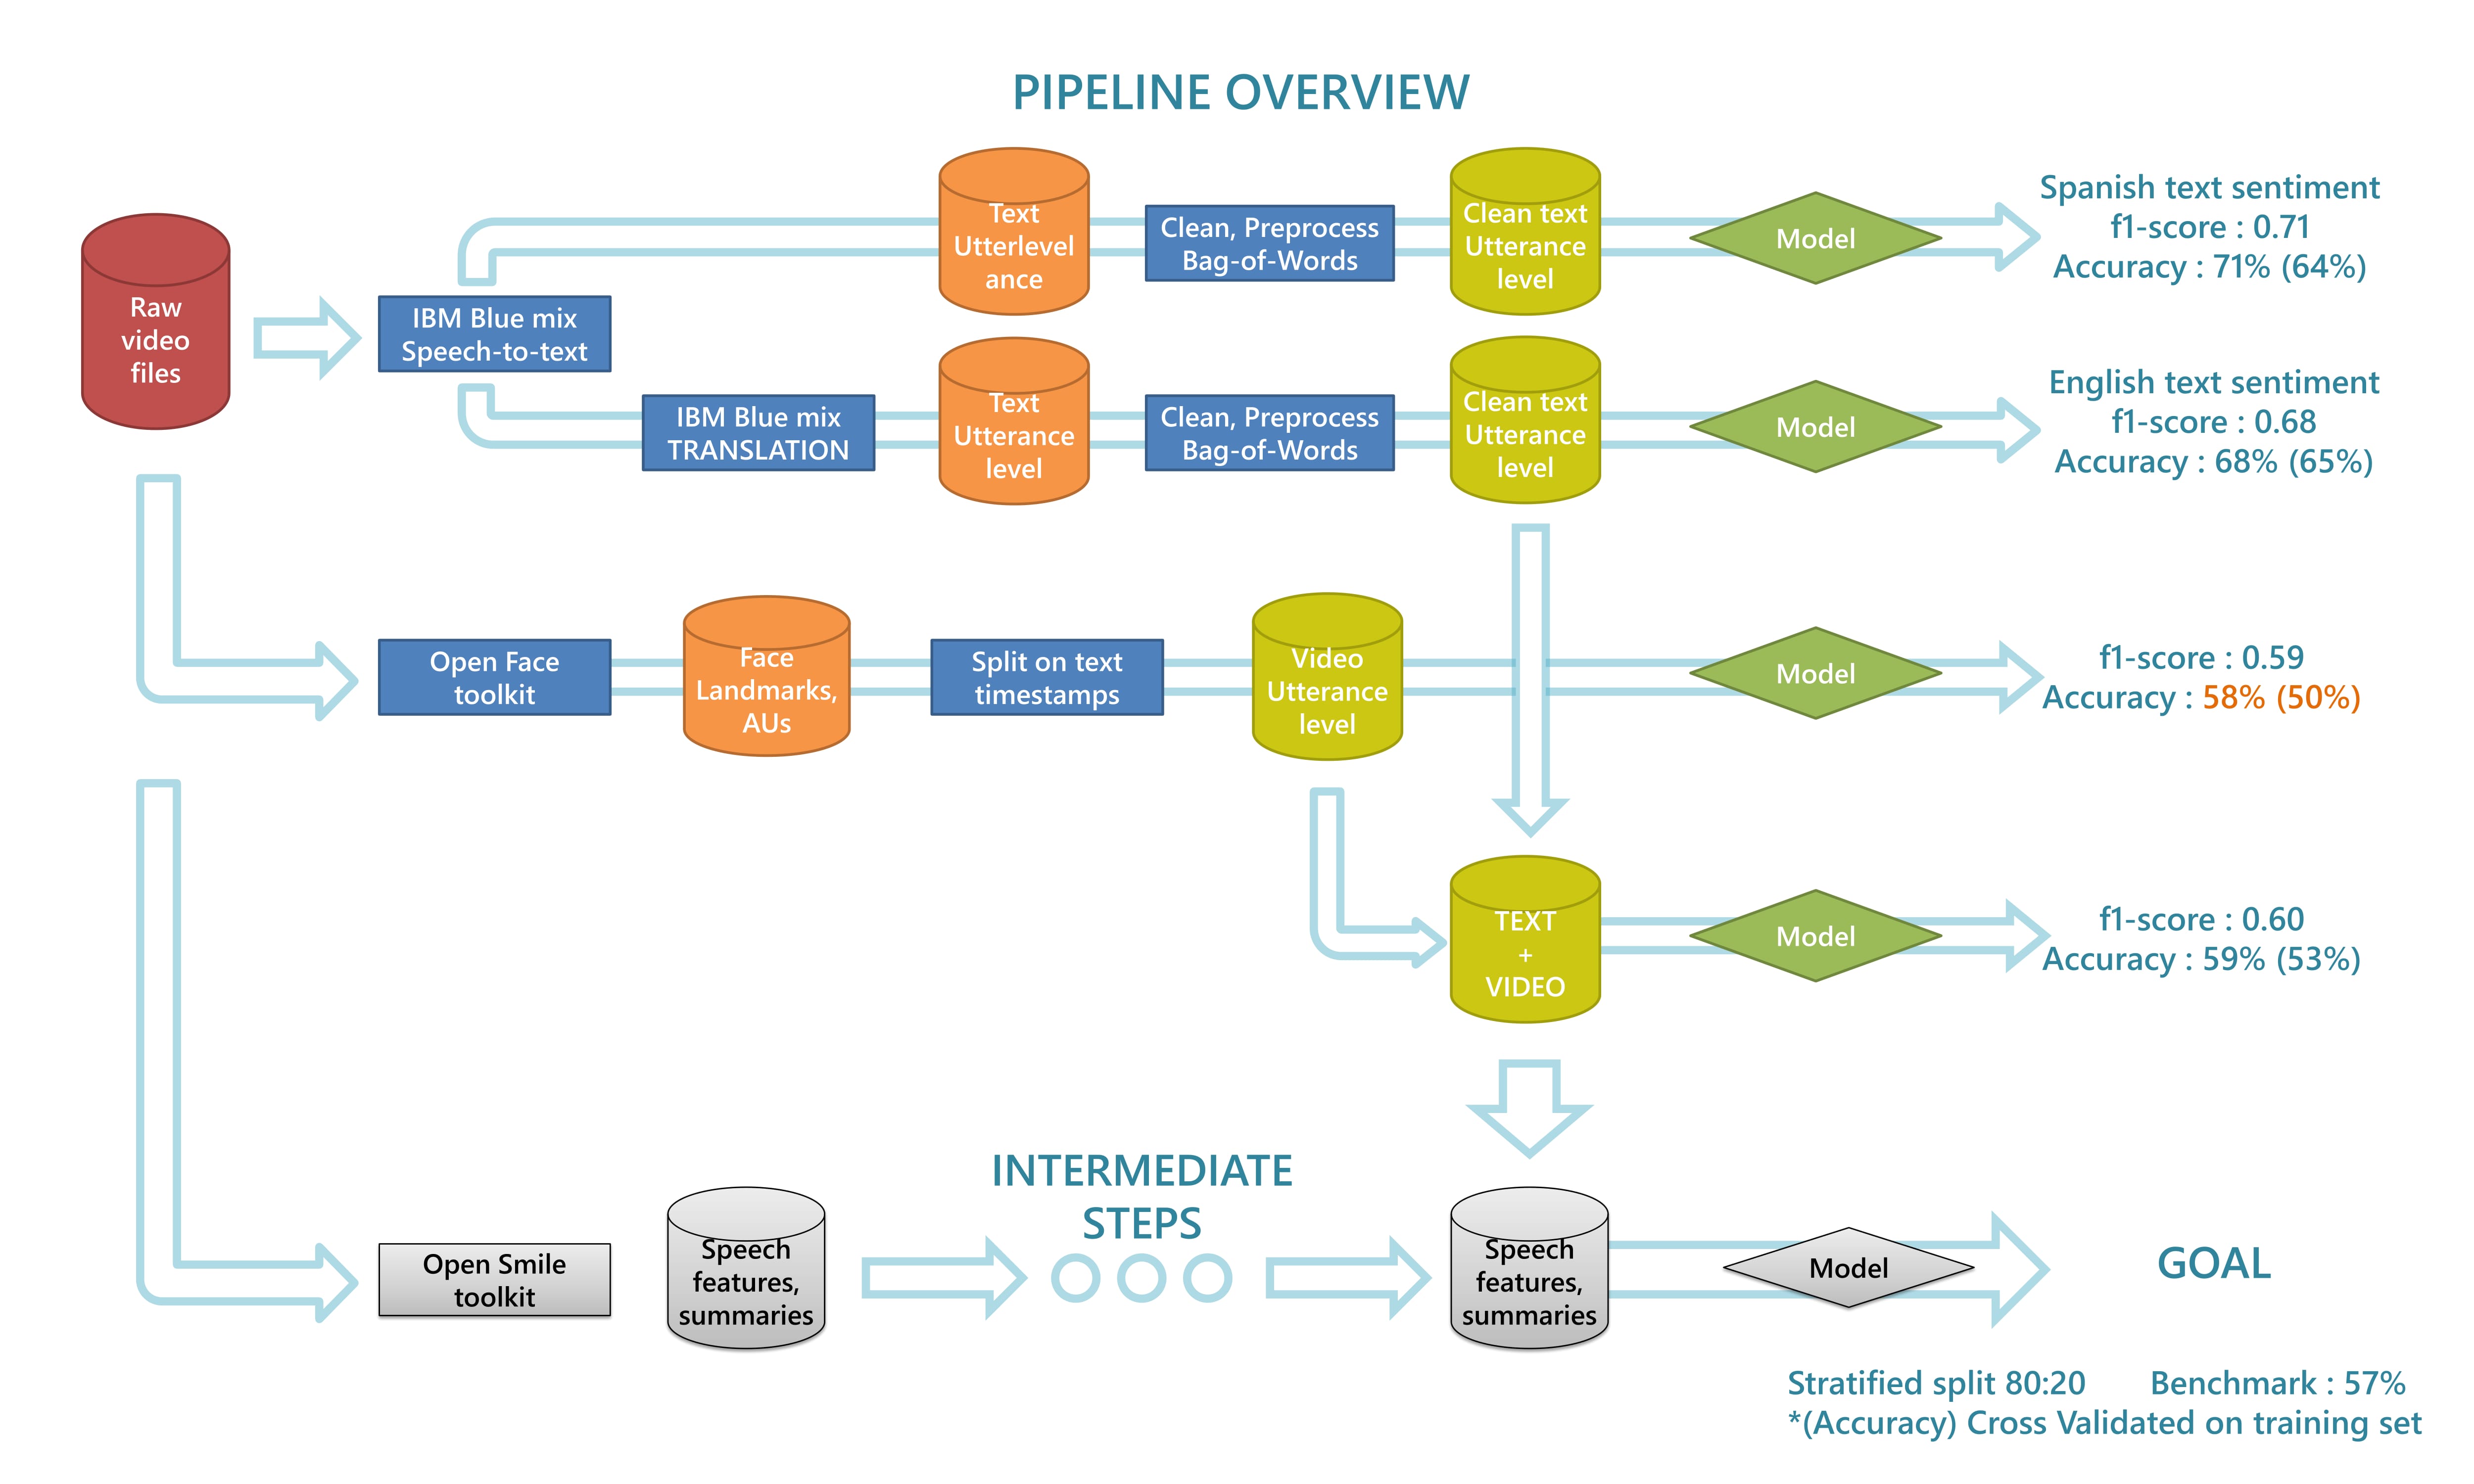 PIPELINE OVERVIEW
Raw
video
files
IBM Blue mix
Speech-to-text
Text
Utterlevel
ance
Clean, Preprocess
Bag-of-Words
Clean text
Utterance
level
Model
Spanish text sentiment
f1-score : 0.71
Accuracy : 71% (64%)
IBM Blue mix
TRANSLATION
Text
Utterance
level
Clean, Preprocess
Bag-of-Words
Clean text
Utterance
level
Model
English text sentiment
f1-score : 0.68
Accuracy : 68% (65%)
Open Face
toolkit
Face
Landmarks,
AUs
Split on text
timestamps
Video
Utterance
level
Model
f1-score : 0.59
Accuracy : 58% (50%)
TEXT
+
VIDEO
Model
f1-score : 0.60
Accuracy : 59% (53%)
Open Smile
toolkit
Speech
features,
summaries
INTERMEDIATE
STEPS
Speech
features,
summaries
Model
GOAL
Stratified split 80:20 Benchmark : 57%
*(Accuracy) Cross Validated on training set